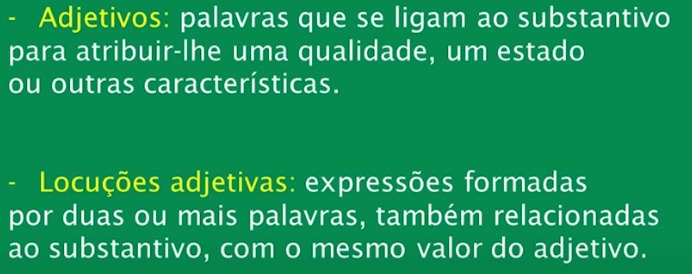 - Adjetivos: palavras que se ligam ao substantivo
para atribuir-lhe uma qualidade, um estado
ou outras características.
- Locuções adjetivas: expressões formadas
por duas ou mais palavras, também relacionadas
ao substantivo, com o mesmo valor do adjetivo.